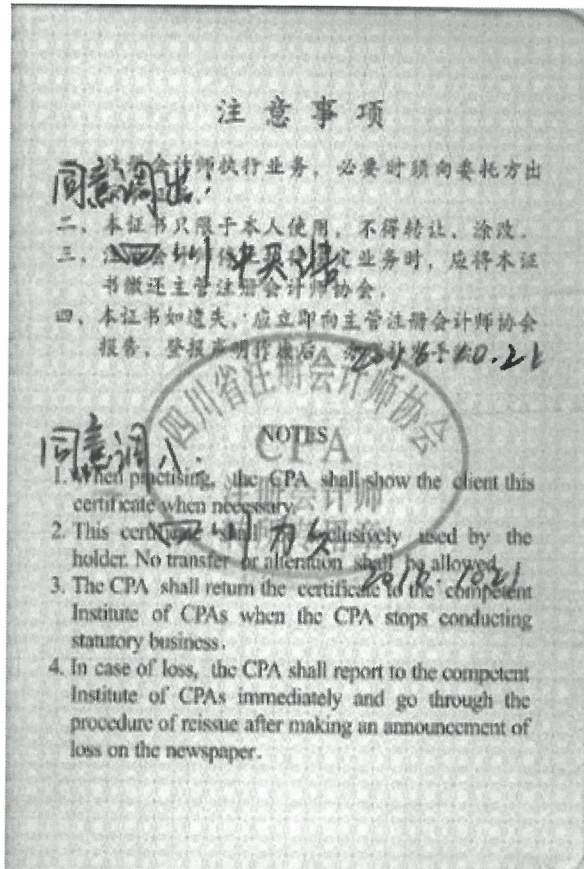 注意事项
注册会计师执行业务，必要时须向委托方出
同意调出：
二、本证书只限于本人使用，不得转让、涂改。
三、 业务时，应将本证
四川
书缴还主管注册会计师协会。
四、本证书如遗失，应立即向主管注册会计师协会
报告，登报声明作废后，
2016.10.21
四川省注册会计师协会
CPA
注册会计师
NOTES
同意调入：
1. When practising, the CPA shall show the client this
certificate when necessary.
2. This certificate shall exclusively used by the
四川
holder. No transfer or alteration shall be allowed.
2016.10.21
3. The CPA shall return the certificate to the competent
Institute of CPAs when the CPA stops conducting
statutory business.
4. In case of loss, the CPA shall report to the competent
Institute of CPAs immediately and go through the
procedure of reissue after making an announcement of
loss on the newspaper.